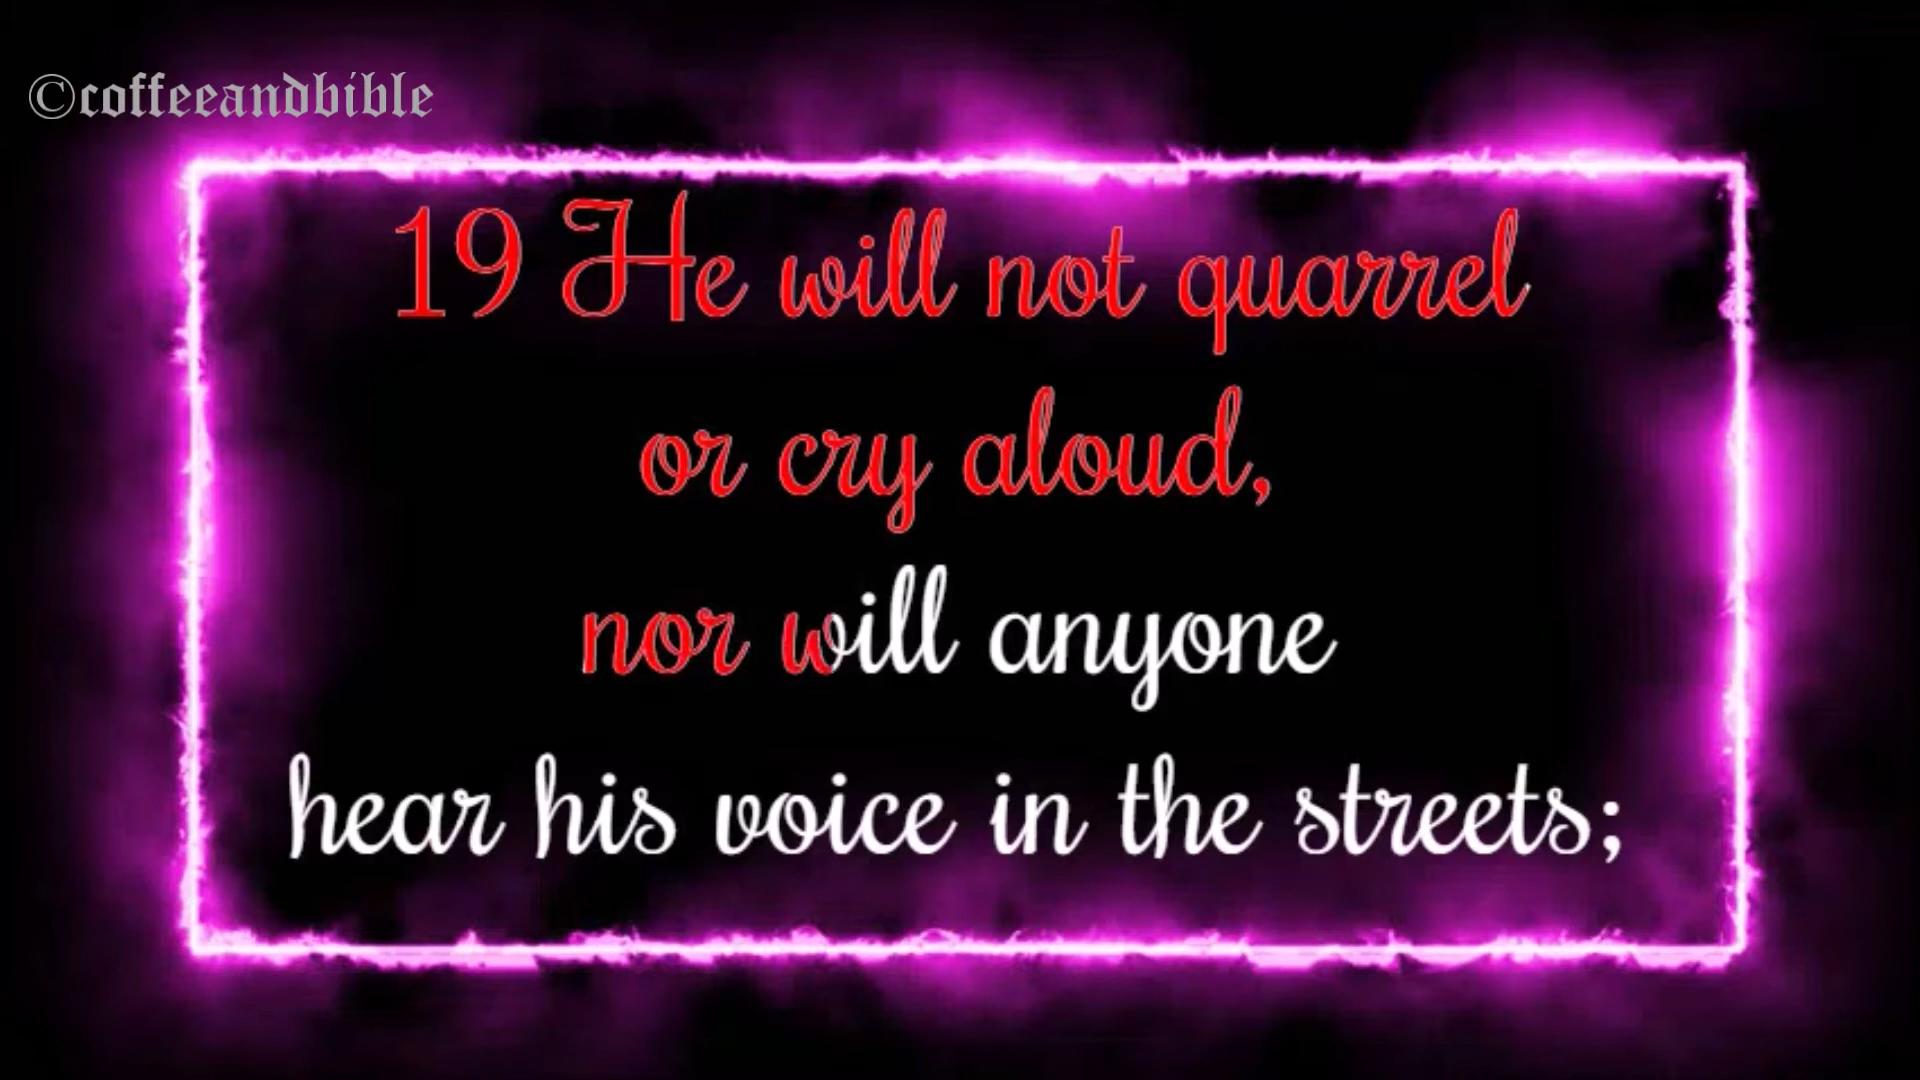 ©coffeeandbible
19 He will not quarrel
or cry aloud,
nor will anyone
hear his voice in the streets;